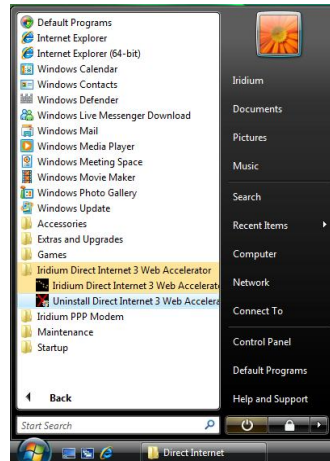 Default Programs
Internet Explorer
Internet Explorer (64-bit)
Windows Calendar
Windows Contacts
Windows Defender
Windows Live Messenger Download
Windows Mail
Windows Media Player
Windows Meeting Space
Windows Movie Maker
Windows Photo Gallery
Windows Update
Accessories
Extras and Upgrades
Games
Iridium Direct Internet 3 Web Accelerator
Iridium Direct Internet 3 Web Accelerat
Uninstall Direct Internet 3 Web Accelera
Iridium PPP Modem
Maintenance
Startup
Back
Start Search
Iridium
Documents
Pictures
Music
Search
Recent Items
Computer
Network
Connect To
Control Panel
Default Programs
Help and Support
Direct Internet